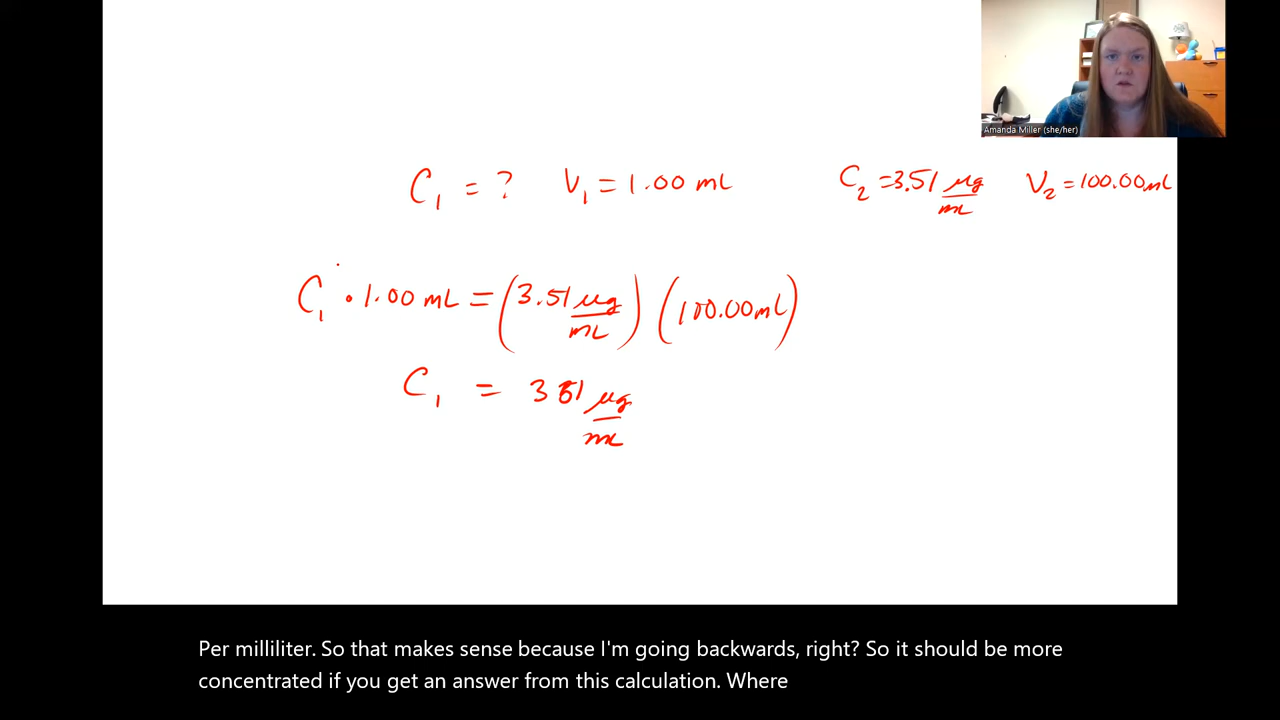 Amanda Miller (she/her)
C₁ = ? V₁ = 1.00 mL C₂ = 3.51 µg/mL V₂ = 100.00 mL
C₁ • 1.00 mL = (3.51 µg/mL) (100.00 mL)
C₁ = 351 µg/mL
Per milliliter. So that makes sense because I'm going backwards, right? So it should be more
concentrated if you get an answer from this calculation. Where